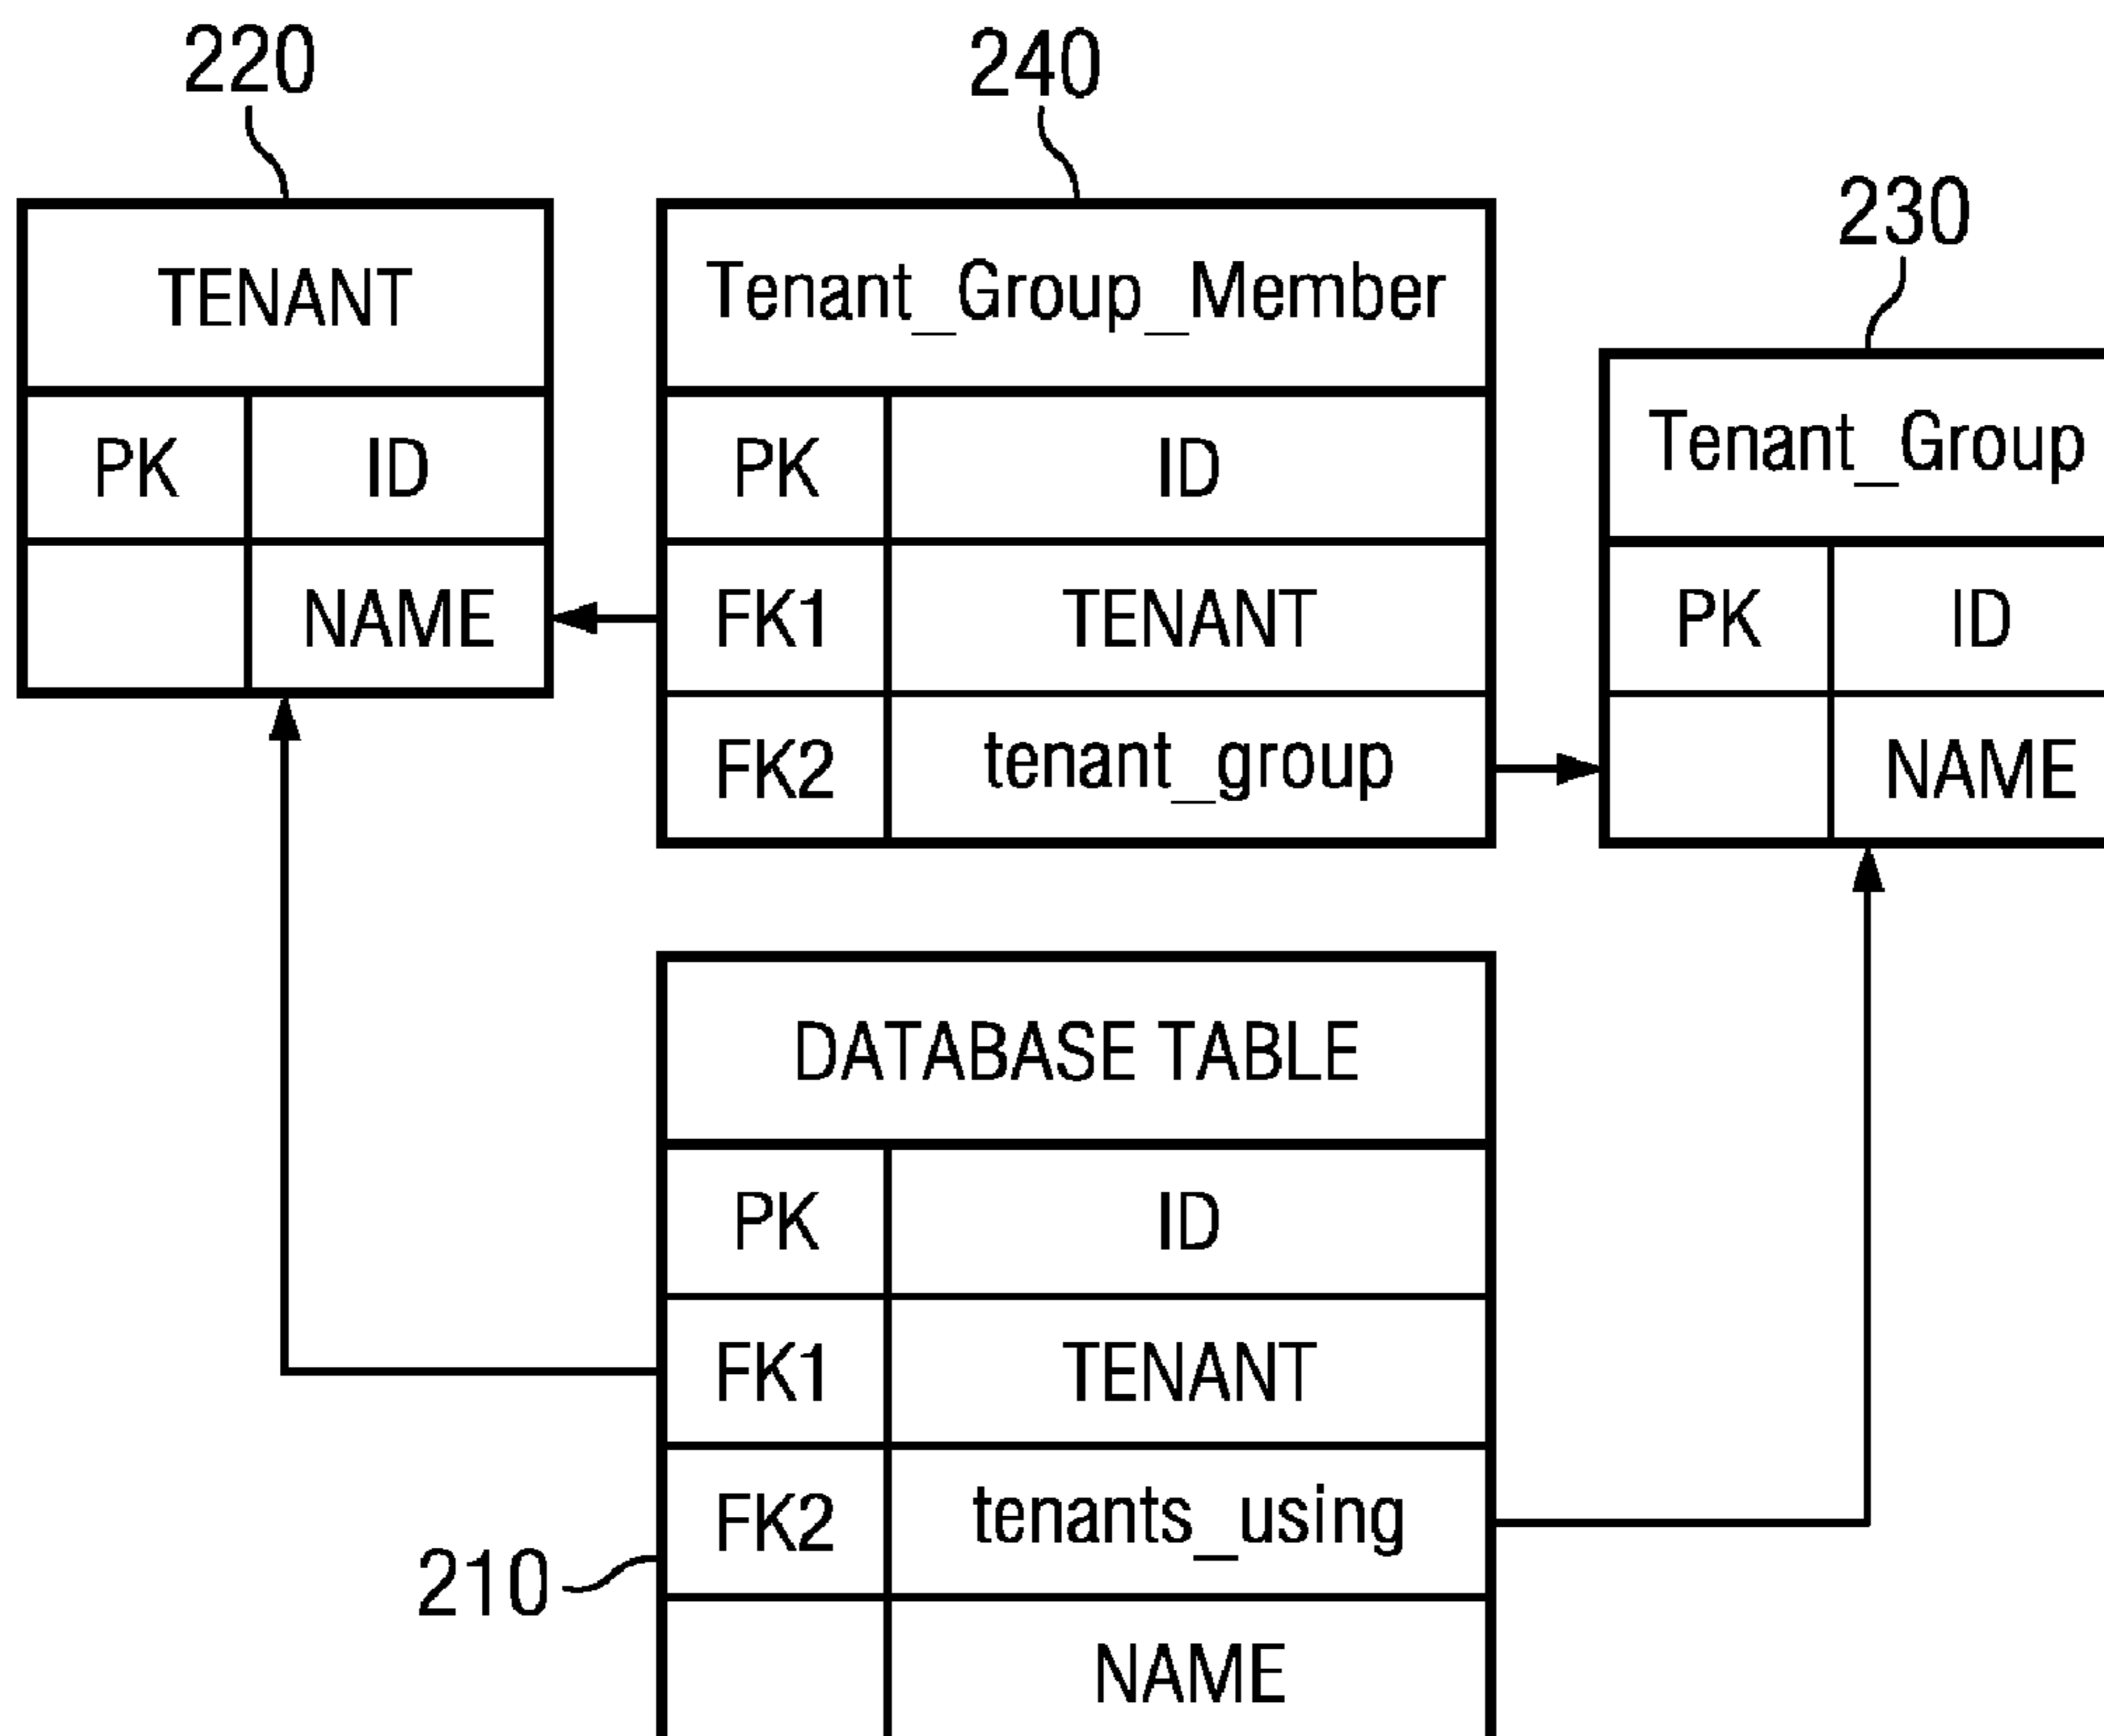 220
240
230
TENANT
PK ID
NAME
Tenant_Group_Member
PK ID
FK1 TENANT
FK2 tenant_group
Tenant_Group
PK ID
NAME
DATABASE TABLE
PK ID
FK1 TENANT
FK2 tenants_using
NAME
210